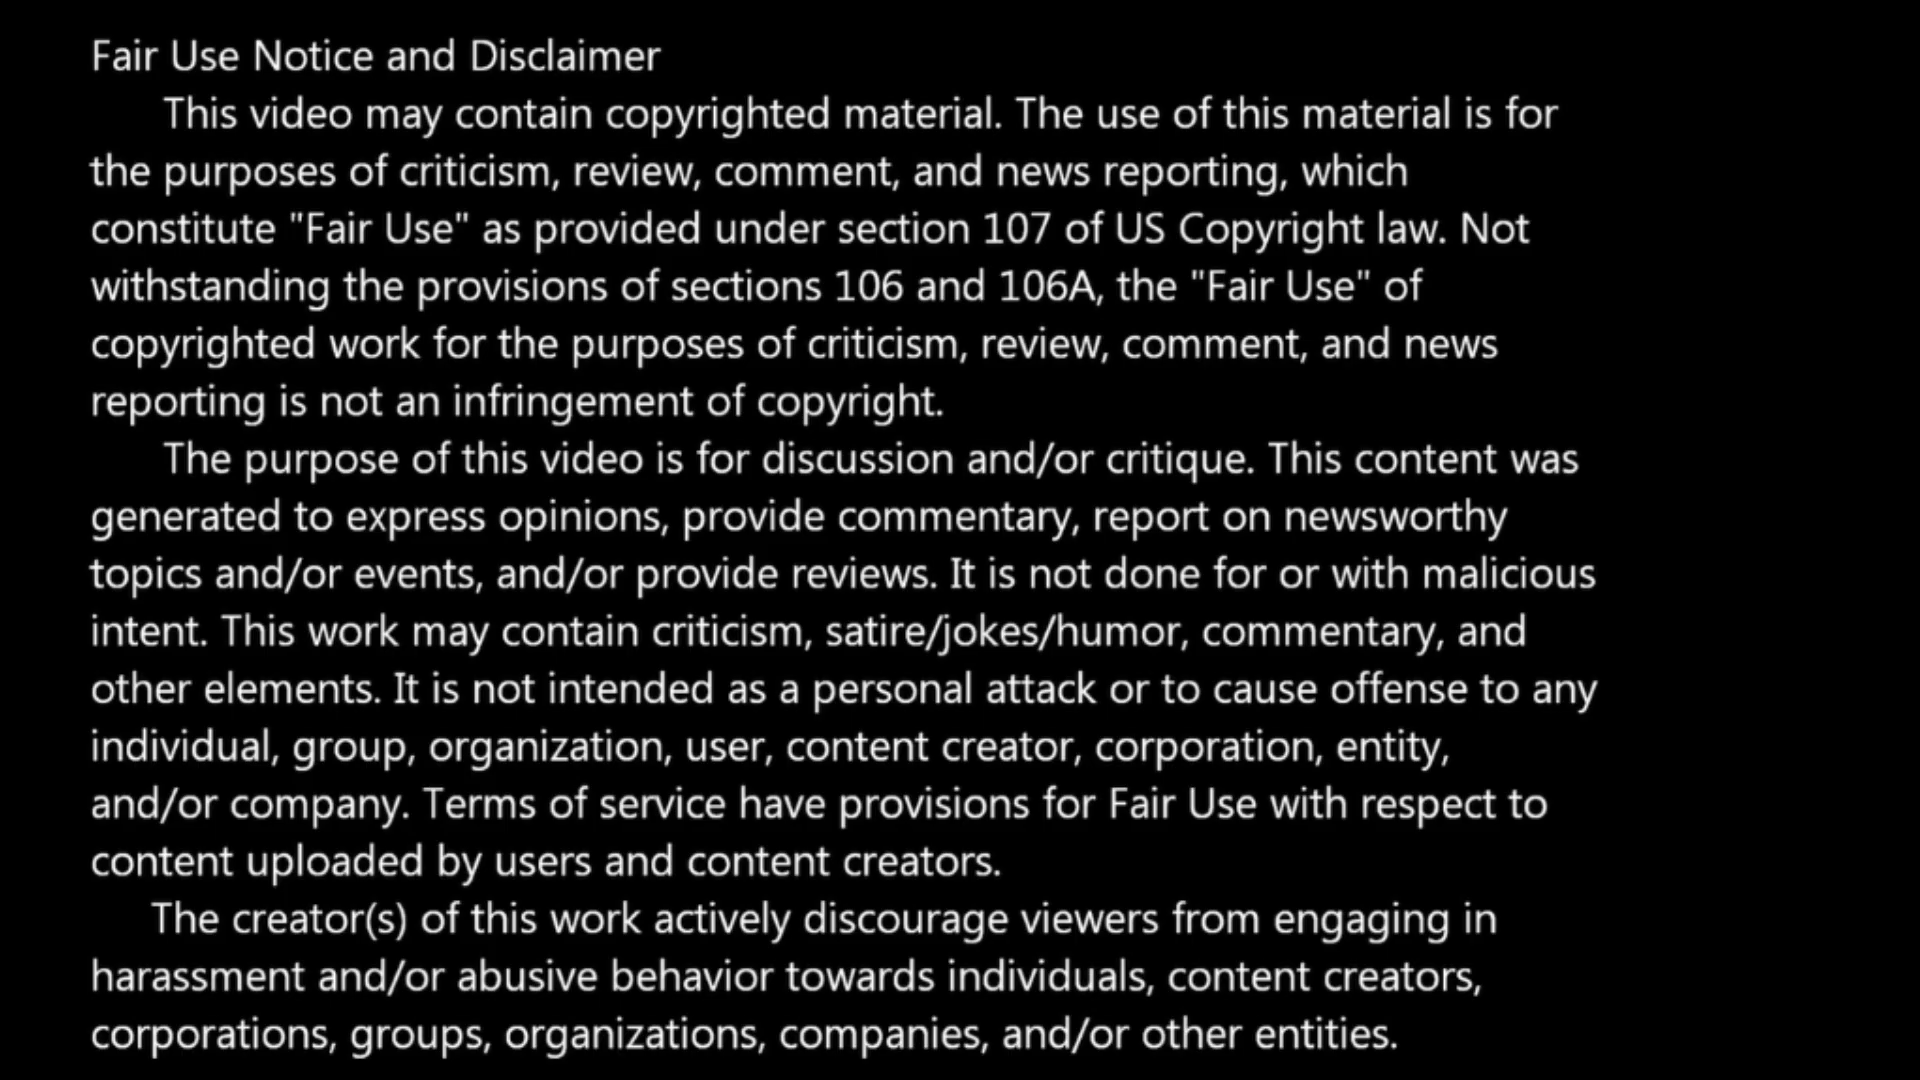 Fair Use Notice and Disclaimer
This video may contain copyrighted material. The use of this material is for
the purposes of criticism, review, comment, and news reporting, which
constitute "Fair Use" as provided under section 107 of US Copyright law. Not
withstanding the provisions of sections 106 and 106A, the "Fair Use" of
copyrighted work for the purposes of criticism, review, comment, and news
reporting is not an infringement of copyright.
The purpose of this video is for discussion and/or critique. This content was
generated to express opinions, provide commentary, report on newsworthy
topics and/or events, and/or provide reviews. It is not done for or with malicious
intent. This work may contain criticism, satire/jokes/humor, commentary, and
other elements. It is not intended as a personal attack or to cause offense to any
individual, group, organization, user, content creator, corporation, entity,
and/or company. Terms of service have provisions for Fair Use with respect to
content uploaded by users and content creators.
The creator(s) of this work actively discourage viewers from engaging in
harassment and/or abusive behavior towards individuals, content creators,
corporations, groups, organizations, companies, and/or other entities.